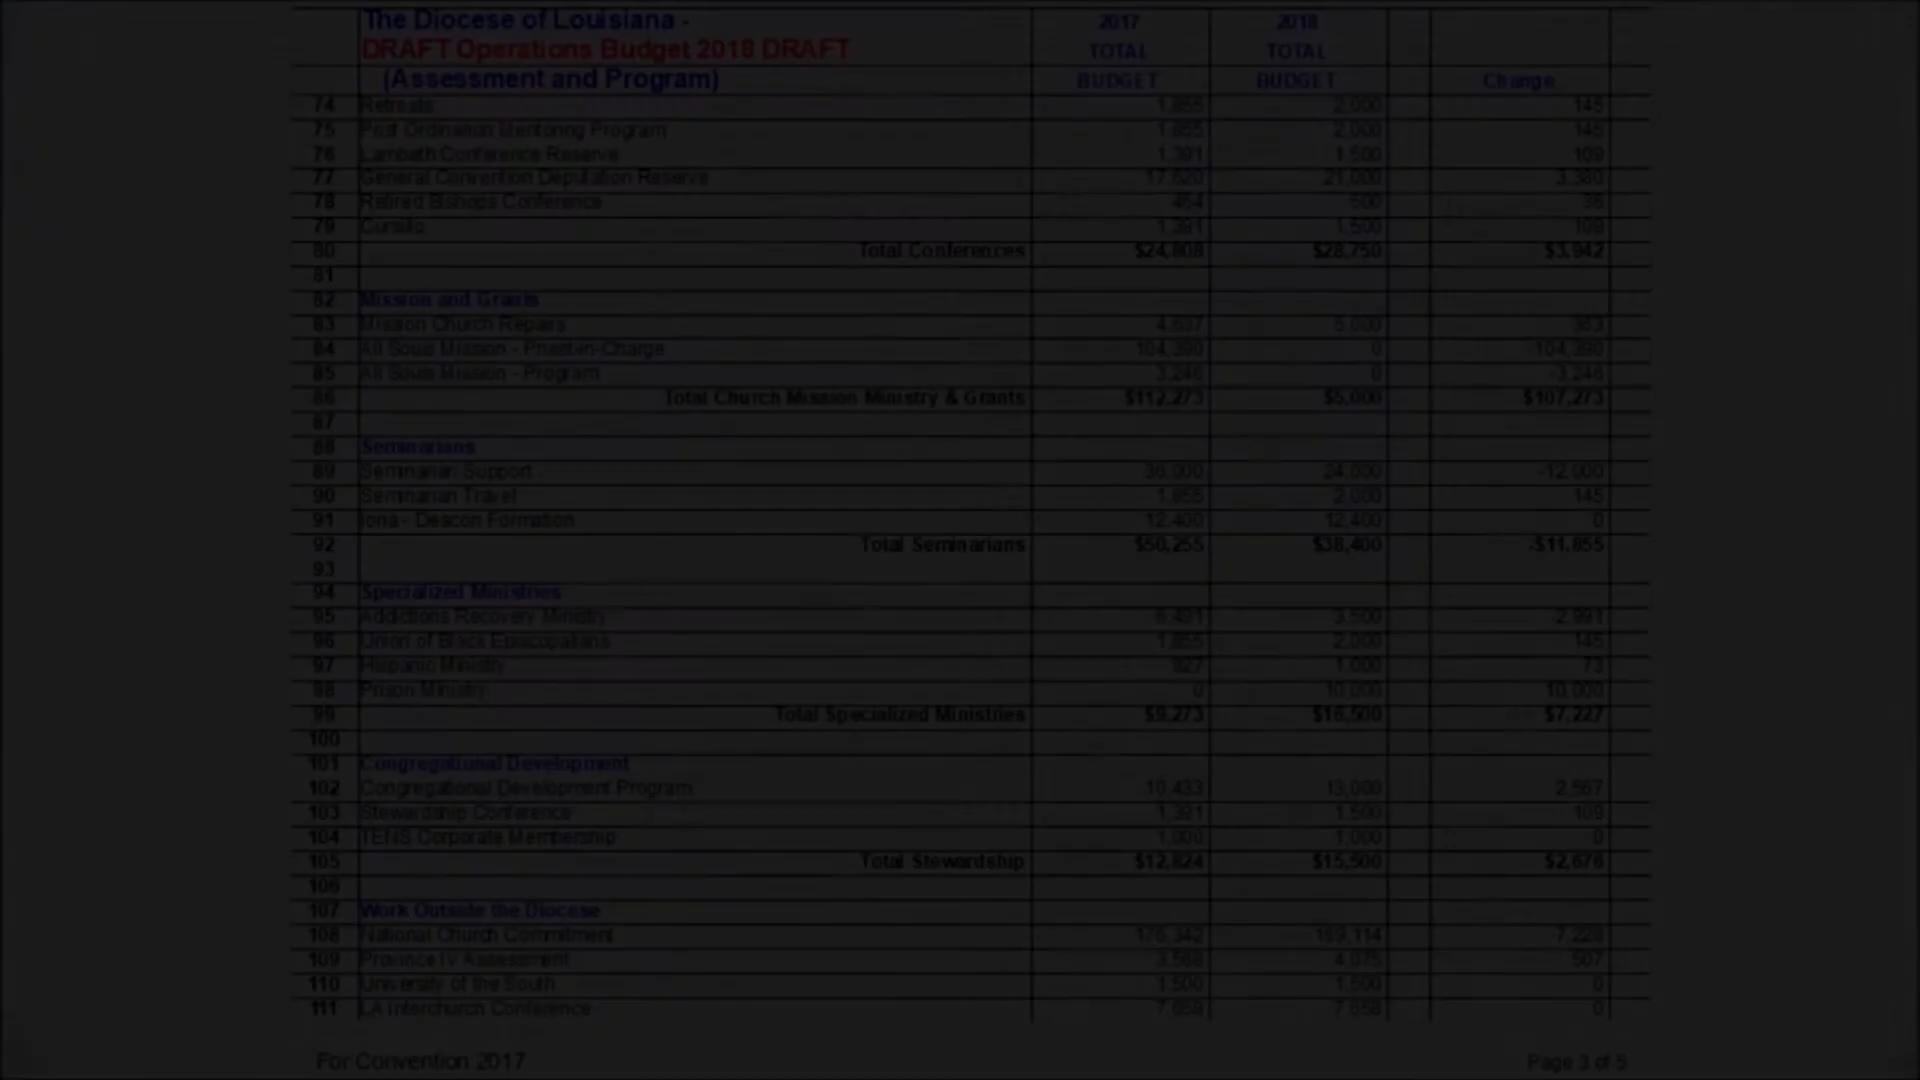 The Diocese of Louisiana - 2017 2018
DRAFT Operations Budget 2018 DRAFT TOTAL TOTAL
(Assessment and Program) BUDGET BUDGET Change
74 Retreats 1,855 2,000 145
75 Post Ordination Mentoring Program 1,855 2,000 145
76 Lambath Conference Reserve 1,391 1,500 109
77 General Convention Deputation Reserve 17,620 21,000 3,380
78 Retired Bishops Conference 464 500 36
79 Cursillo 1,391 1,500 109
80 Total Conferences $24,808 $28,750 $3,942
81
82 Mission and Grants
83 Mission Church Repairs 4,637 5,000 363
84 All Souls Mission - Priest-in-Charge 104,390 0 -104,390
85 All Souls Mission - Program 3,246 0 -3,246
86 Total Church Mission Ministry & Grants $112,273 $5,000 $107,273
87
88 Seminarians
89 Seminarian Support 36,000 24,000 -12,000
90 Seminarian Travel 1,855 2,000 145
91 Iona - Deacon Formation 12,400 12,400 0
92 Total Seminarians $50,255 $38,400 -$11,855
93
94 Specialized Ministries
95 Addictions Recovery Ministry 6,491 3,500 -2,991
96 Union of Black Episcopalians 1,855 2,000 145
97 Hispanic Ministry 927 1,000 73
98 Prison Ministry 0 10,000 10,000
99 Total Specialized Ministries $9,273 $16,500 $7,227
100
101 Congregational Development
102 Congregational Development Program 10,433 13,000 2,567
103 Stewardship Conference 1,391 1,500 109
104 TENS Corporate Membership 1,000 1,000 0
105 Total Stewardship $12,824 $15,500 $2,676
106
107 Work Outside the Diocese
108 National Church Commitment 176,342 169,114 -7,228
109 Province IV Assessment 3,568 4,075 507
110 University of the South 1,500 1,500 0
111 LA Interchurch Conference 7,658 7,658 0
For Convention 2017 Page 3 of 5